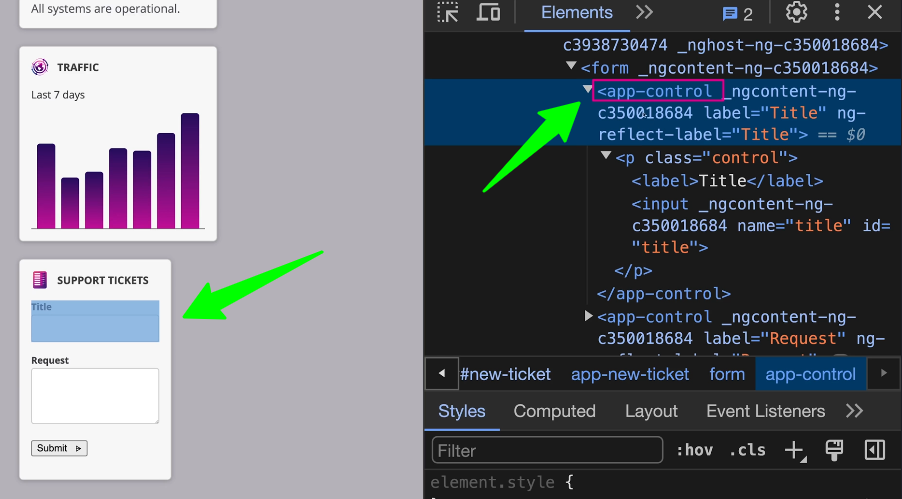 All systems are operational.
TRAFFIC
Last 7 days
SUPPORT TICKETS
Title
Request
Submit
Elements
2
c3938730474 _nghost-ng-c350018684>
<form _ngcontent-ng-c350018684>
<app-control _ngcontent-ng-
c350018684 label="Title" ng-
reflect-label="Title"> == $0
<p class="control">
<label>Title</label>
<input _ngcontent-ng-
c350018684 name="title" id=
"title">
</p>
</app-control>
<app-control _ngcontent-ng-
c350018684 label="Request" ng-
#new-ticket app-new-ticket form app-control
Styles Computed Layout Event Listeners
Filter :hov .cls
element.style {